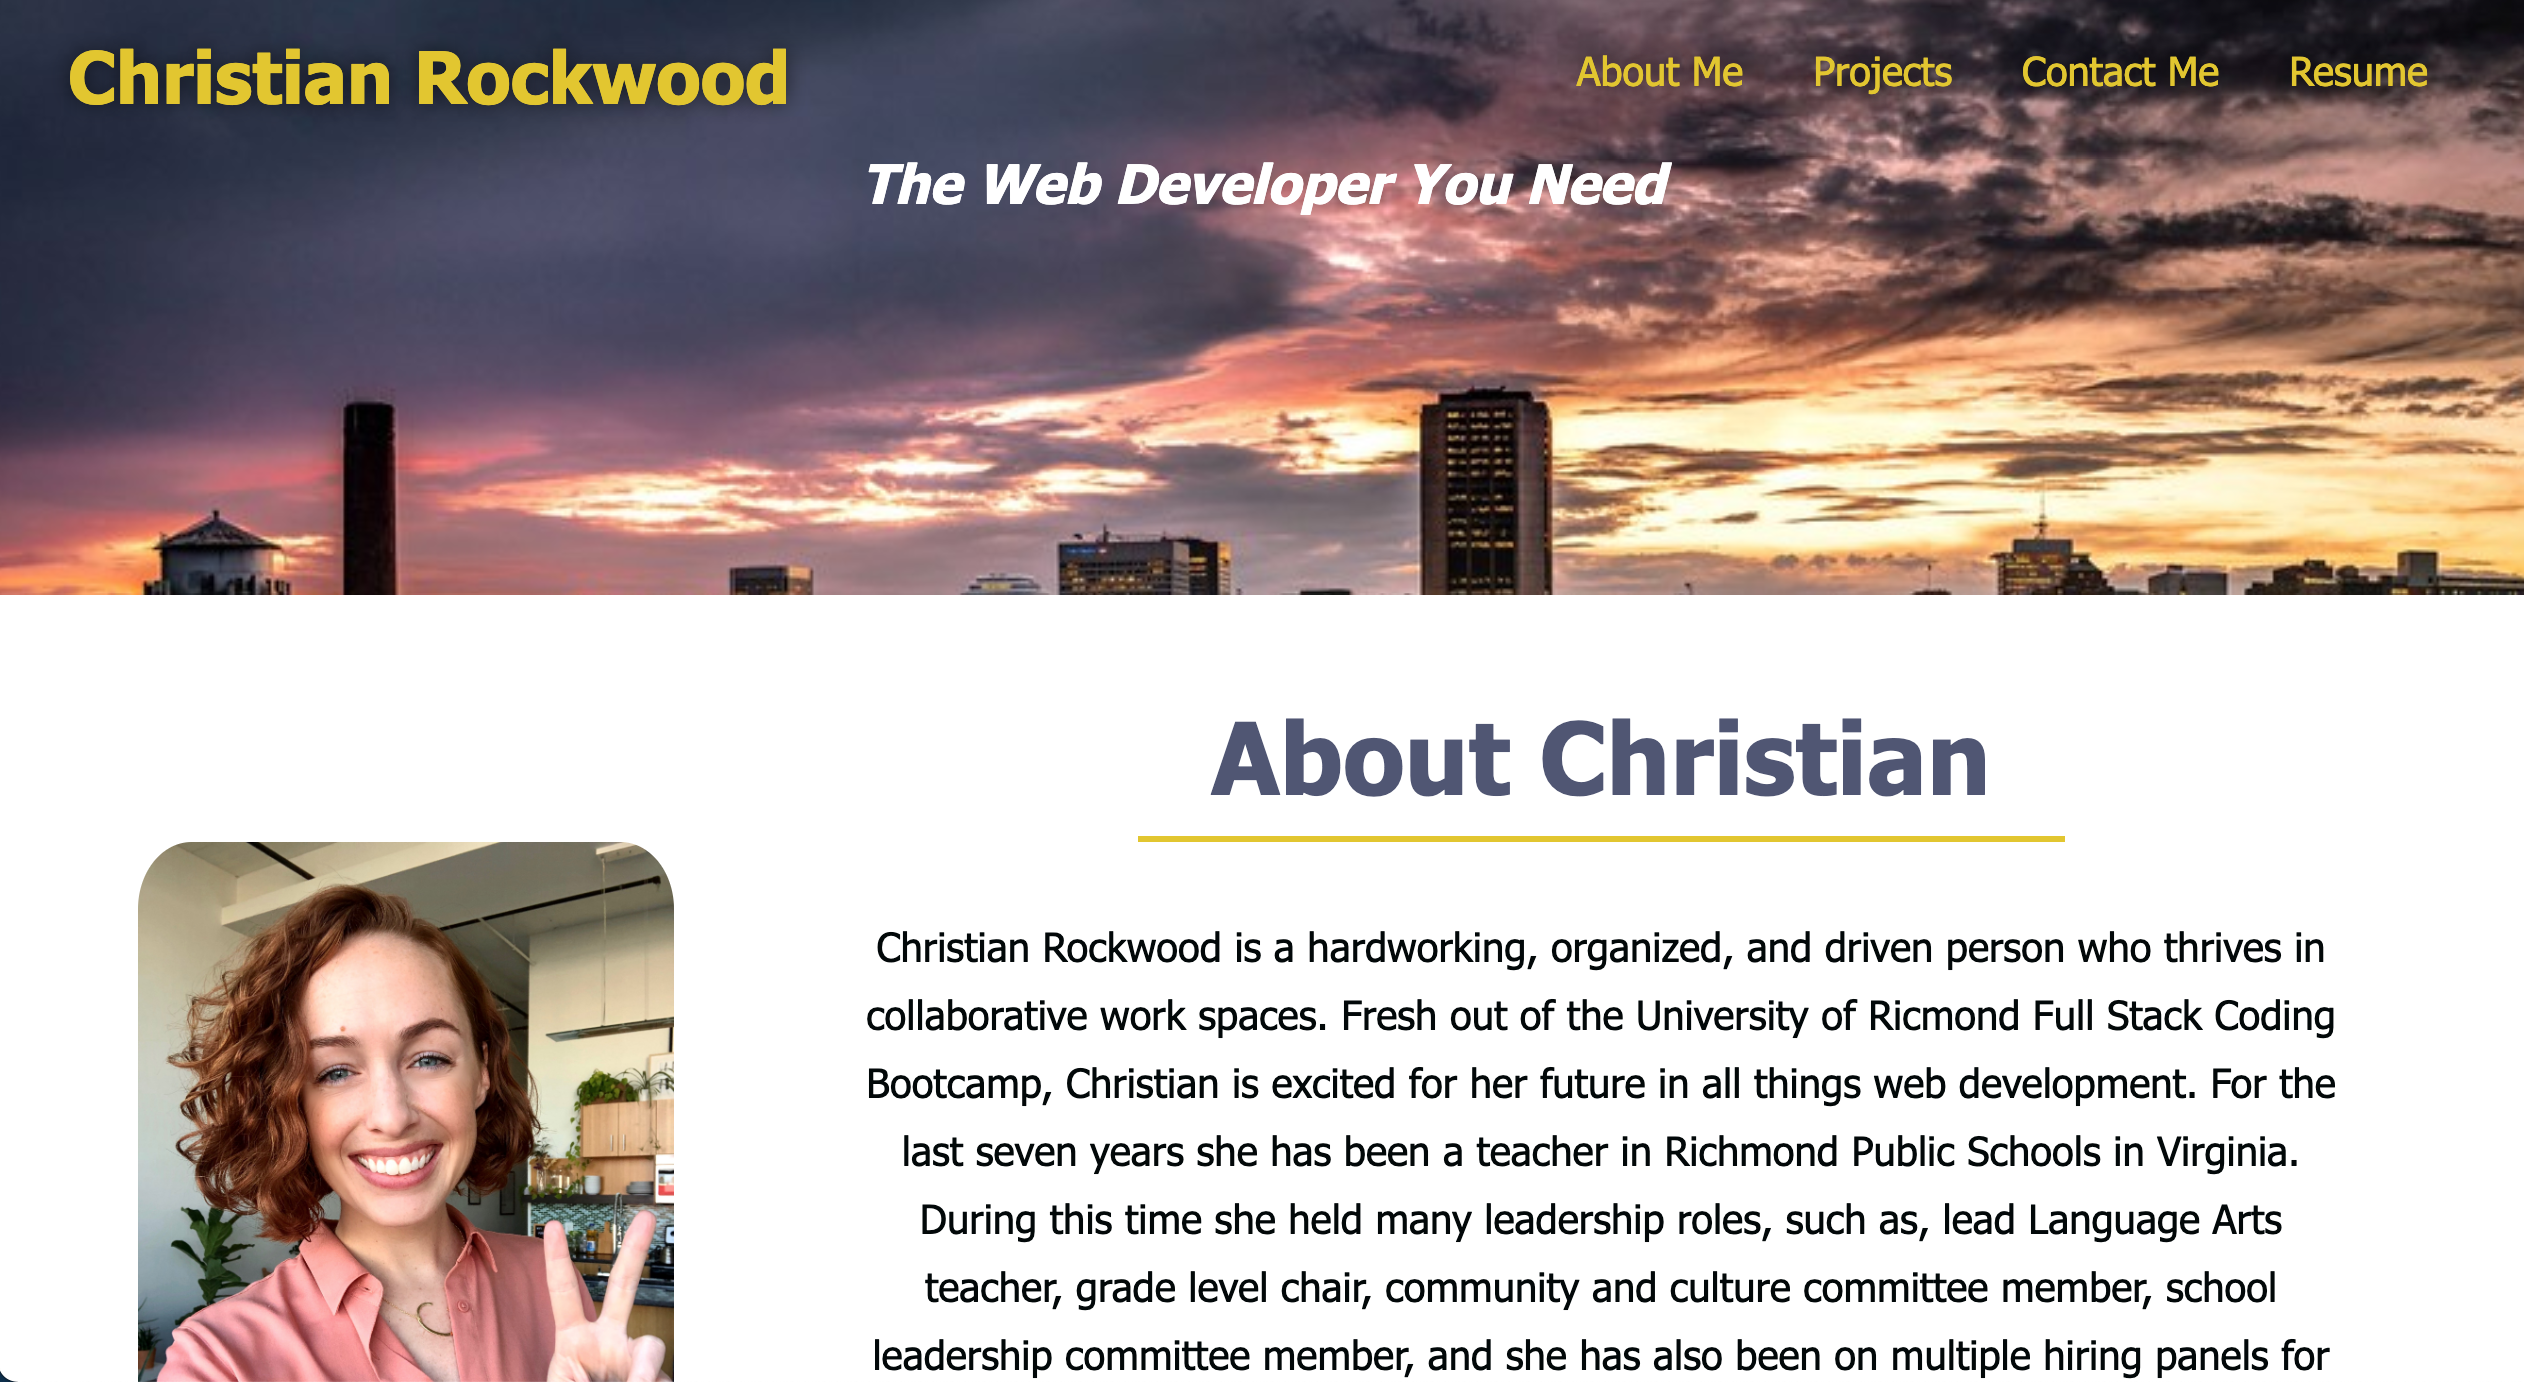 Christian Rockwood
About Me Projects Contact Me Resume
The Web Developer You Need
About Christian
Christian Rockwood is a hardworking, organized, and driven person who thrives in
collaborative work spaces. Fresh out of the University of Ricmond Full Stack Coding
Bootcamp, Christian is excited for her future in all things web development. For the
last seven years she has been a teacher in Richmond Public Schools in Virginia.
During this time she held many leadership roles, such as, lead Language Arts
teacher, grade level chair, community and culture committee member, school
leadership committee member, and she has also been on multiple hiring panels for